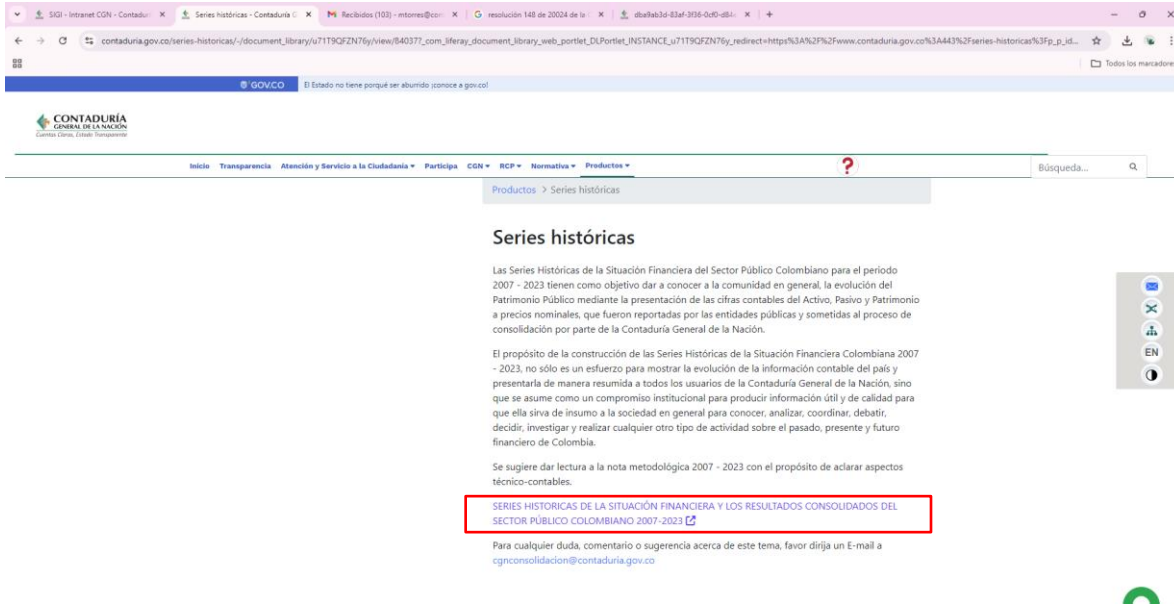 SIGI - Intranet CGN - Contadur
Series históricas - Contaduría G
Recibidos (103) - mtorres@con
resolución 148 de 20024 de la
dba9ab3d-83af-3f36-0cf0-d84
contaduria.gov.co/series-historicas/-/document_library/u71T9QFZN76y/view/84037?_com_liferay_document_library_web_portlet_DLPortlet_INSTANCE_u71T9QFZN76y_redirect=https%3A%2F%2Fwww.contaduria.gov.co%3A443%2Fseries-historicas%3Fp_p_id...
Todos los marcadores
GOV.CO El Estado no tiene porqué ser aburrido ¡conoce a gov.co!
CONTADURÍA
GENERAL DE LA NACIÓN
Cuentas Claras, Estado Transparente
Inicio Transparencia Atención y Servicio a la Ciudadanía Participa CGN RCP Normativa Productos ? Búsqueda...
Productos > Series históricas
Series históricas
Las Series Históricas de la Situación Financiera del Sector Público Colombiano para el periodo
2007 - 2023 tienen como objetivo dar a conocer a la comunidad en general, la evolución del
Patrimonio Público mediante la presentación de las cifras contables del Activo, Pasivo y Patrimonio
a precios nominales, que fueron reportadas por las entidades públicas y sometidas al proceso de
consolidación por parte de la Contaduría General de la Nación.
El propósito de la construcción de las Series Históricas de la Situación Financiera Colombiana 2007
- 2023, no sólo es un esfuerzo para mostrar la evolución de la información contable del país y
presentarla de manera resumida a todos los usuarios de la Contaduría General de la Nación, sino
que se asume como un compromiso institucional para producir información útil y de calidad para
que ella sirva de insumo a la sociedad en general para conocer, analizar, coordinar, debatir,
decidir, investigar y realizar cualquier otro tipo de actividad sobre el pasado, presente y futuro
financiero de Colombia.
Se sugiere dar lectura a la nota metodológica 2007 - 2023 con el propósito de aclarar aspectos
técnico-contables.
SERIES HISTORICAS DE LA SITUACIÓN FINANCIERA Y LOS RESULTADOS CONSOLIDADOS DEL
SECTOR PÚBLICO COLOMBIANO 2007-2023
Para cualquier duda, comentario o sugerencia acerca de este tema, favor dirija un E-mail a
cgnconsolidacion@contaduria.gov.co
EN